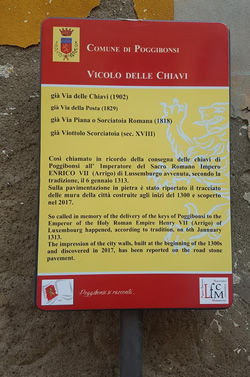 COMUNE DI POGGIBONSI
VICOLO DELLE CHIAVI
già Via delle Chiavi (1902)
già Via della Posta (1829)
già Via Piana o Sorciatoia Romana (1818)
già Viottolo Scorciatoia (sec. XVIII)
Così chiamato in ricordo della consegna delle chiavi di
Poggibonsi all' Imperatore del Sacro Romano Impero
ENRICO VII (Arrigo) di Lussemburgo avvenuta, secondo la
tradizione, il 6 gennaio 1313.
Sulla pavimentazione in pietra è stato riportato il tracciato
delle mura della città costruite agli inizi del 1300 e scoperto
nel 2017.
So called in memory of the delivery of the keys of Poggibonsi to the
Emperor of the Holy Roman Empire Henry VII (Arrigo) of
Luxembourg happened, according to tradition, on 6th January
1313.
The impression of the city walls, built at the beginning of the 1300s
and discovered in 2017, has been reported on the road stone
pavement.
Poggibonsi si racconta...